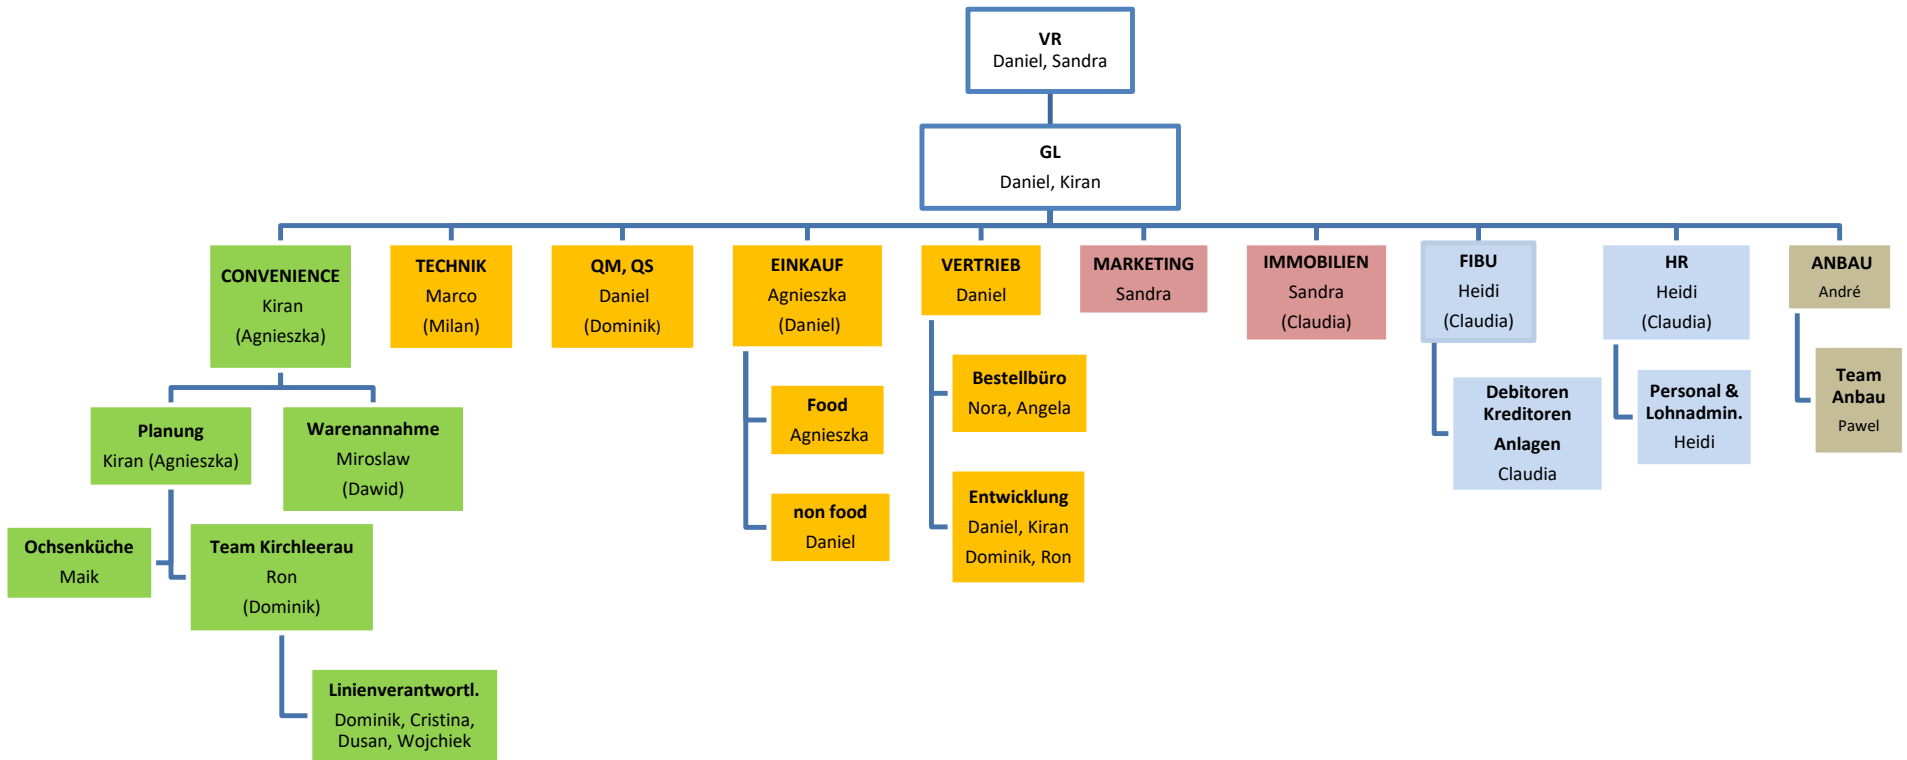 VR
Daniel, Sandra
GL
Daniel, Kiran
CONVENIENCE
Kiran
(Agnieszka)
TECHNIK
Marco
(Milan)
QM, QS
Daniel
(Dominik)
EINKAUF
Agnieszka
(Daniel)
VERTRIEB
Daniel
MARKETING
Sandra
IMMOBILIEN
Sandra
(Claudia)
FIBU
Heidi
(Claudia)
HR
Heidi
(Claudia)
ANBAU
André
Planung
Kiran (Agnieszka)
Warenannahme
Miroslaw
(Dawid)
Food
Agnieszka
non food
Daniel
Bestellbüro
Nora, Angela
Entwicklung
Daniel, Kiran
Dominik, Ron
Debitoren
Kreditoren
Anlagen
Claudia
Personal &
Lohnadmin.
Heidi
Team
Anbau
Pawel
Ochsenküche
Maik
Team Kirchleerau
Ron
(Dominik)
Linienverantwortl.
Dominik, Cristina,
Dusan, Wojchiek